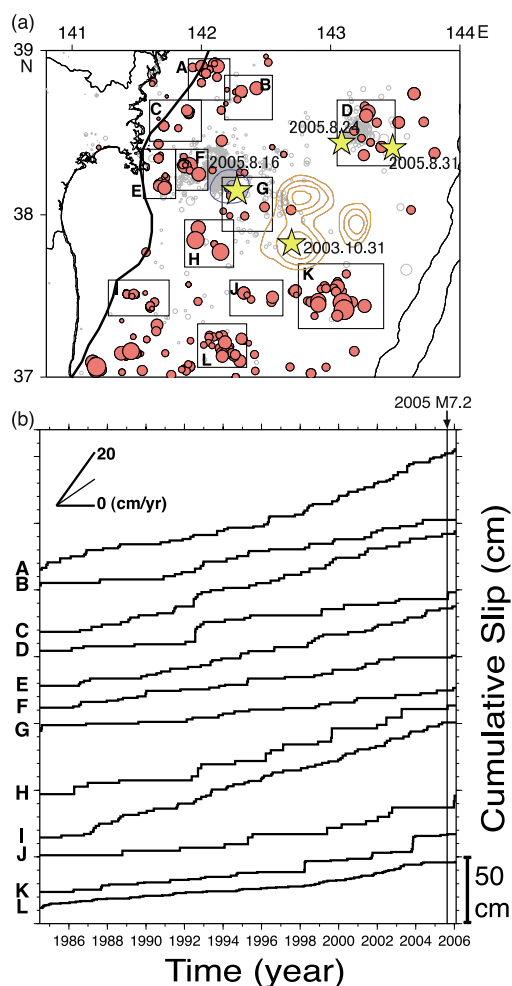 (a)
141 142 143 144 E
39
N
A
B
C
D
2005.8.24
F
2005.8.16
2005.8.31
E
G
38
2003.10.31
H
K
I
J
L
37
(b)
2005 M7.2
20
0 (cm/yr)
A
B
C
D
E
F
G
H
I
J
K
L
Cumulative Slip (cm)
50
cm
1986 1988 1990 1992 1994 1996 1998 2000 2002 2004 2006
Time (year)